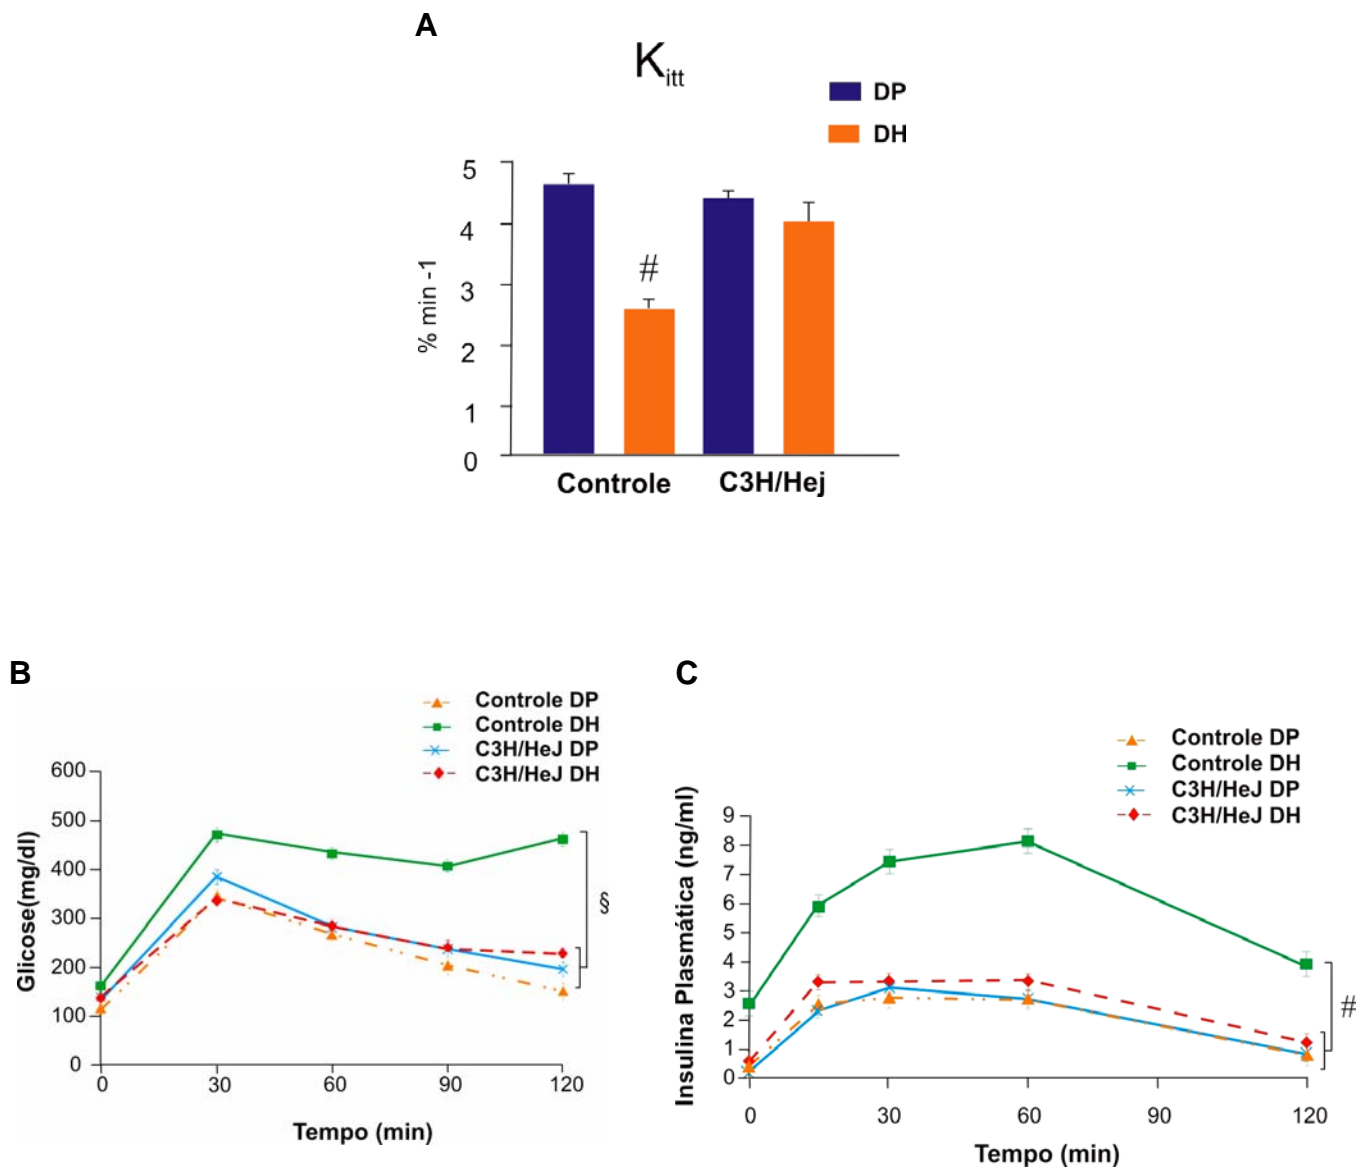 A
Kitt
DP
DH
5
4
3
2
1
0
% min -1
#
Controle
C3H/Hej
B
Controle DP
Controle DH
C3H/HeJ DP
C3H/HeJ DH
600
500
400
300
200
100
0
Glicose(mg/dl)
§
0 30 60 90 120
Tempo (min)
C
Controle DP
Controle DH
C3H/HeJ DP
C3H/HeJ DH
9
8
7
6
5
4
3
2
1
0
Insulina Plasmática (ng/ml)
#
0 30 60 90 120
Tempo (min)